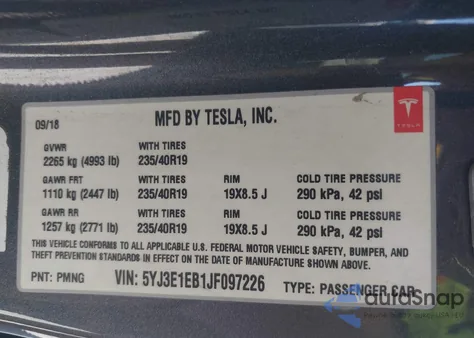 09/18 MFD BY TESLA, INC. TESLA
GVWR WITH TIRES
2265 kg (4993 lb) 235/40R19
GAWR FRT WITH TIRES RIM COLD TIRE PRESSURE
1110 kg (2447 lb) 235/40R19 19X8.5 J 290 kPa, 42 psi
GAWR RR WITH TIRES RIM COLD TIRE PRESSURE
1257 kg (2771 lb) 235/40R19 19X8.5 J 290 kPa, 42 psi
THIS VEHICLE CONFORMS TO ALL APPLICABLE U.S. FEDERAL MOTOR VEHICLE SAFETY, BUMPER, AND
THEFT PREVENTION STANDARDS IN EFFECT ON THE DATE OF MANUFACTURE SHOWN ABOVE.
PNT: PMNG VIN: 5YJ3E1EB1JF097226 TYPE: PASSENGER CAR
autoSnap